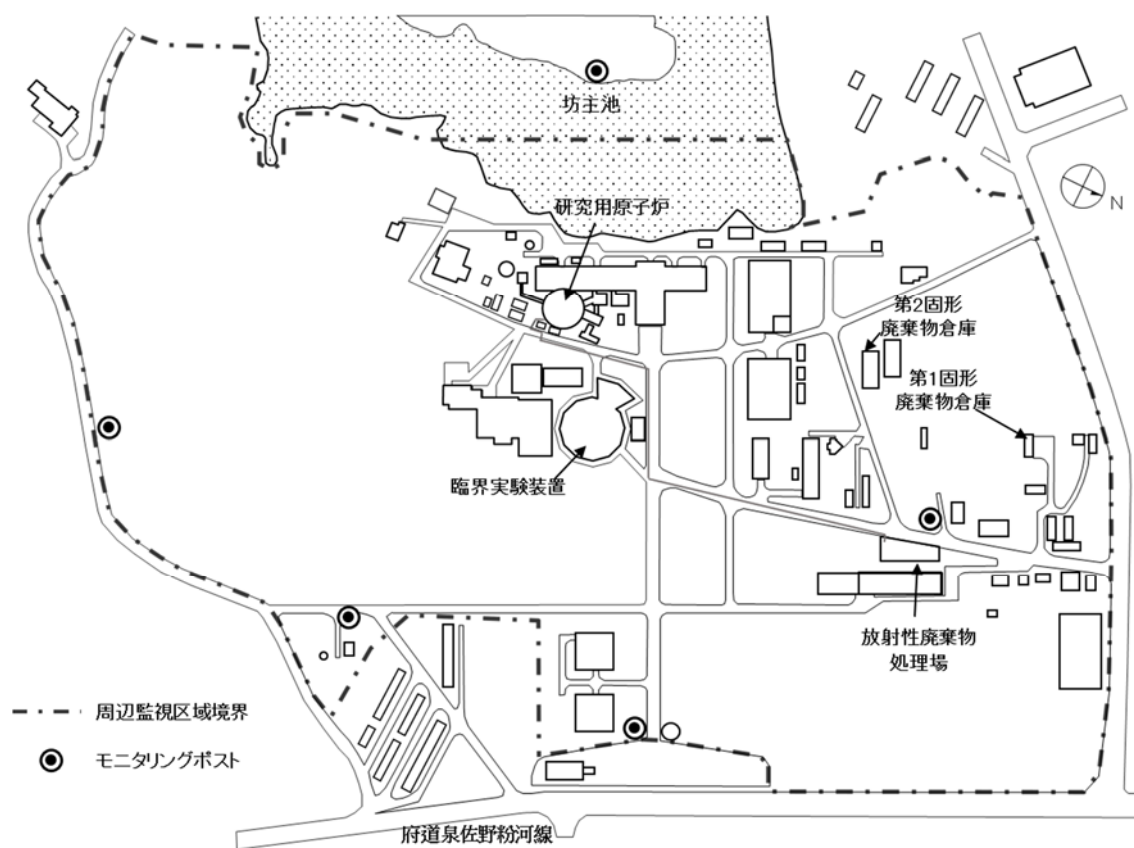 坊主池
研究用原子炉
N
第2固形
廃棄物倉庫
第1固形
廃棄物倉庫
臨界実験装置
放射性廃棄物
処理場
周辺監視区域境界
モニタリングポスト
府道泉佐野粉河線